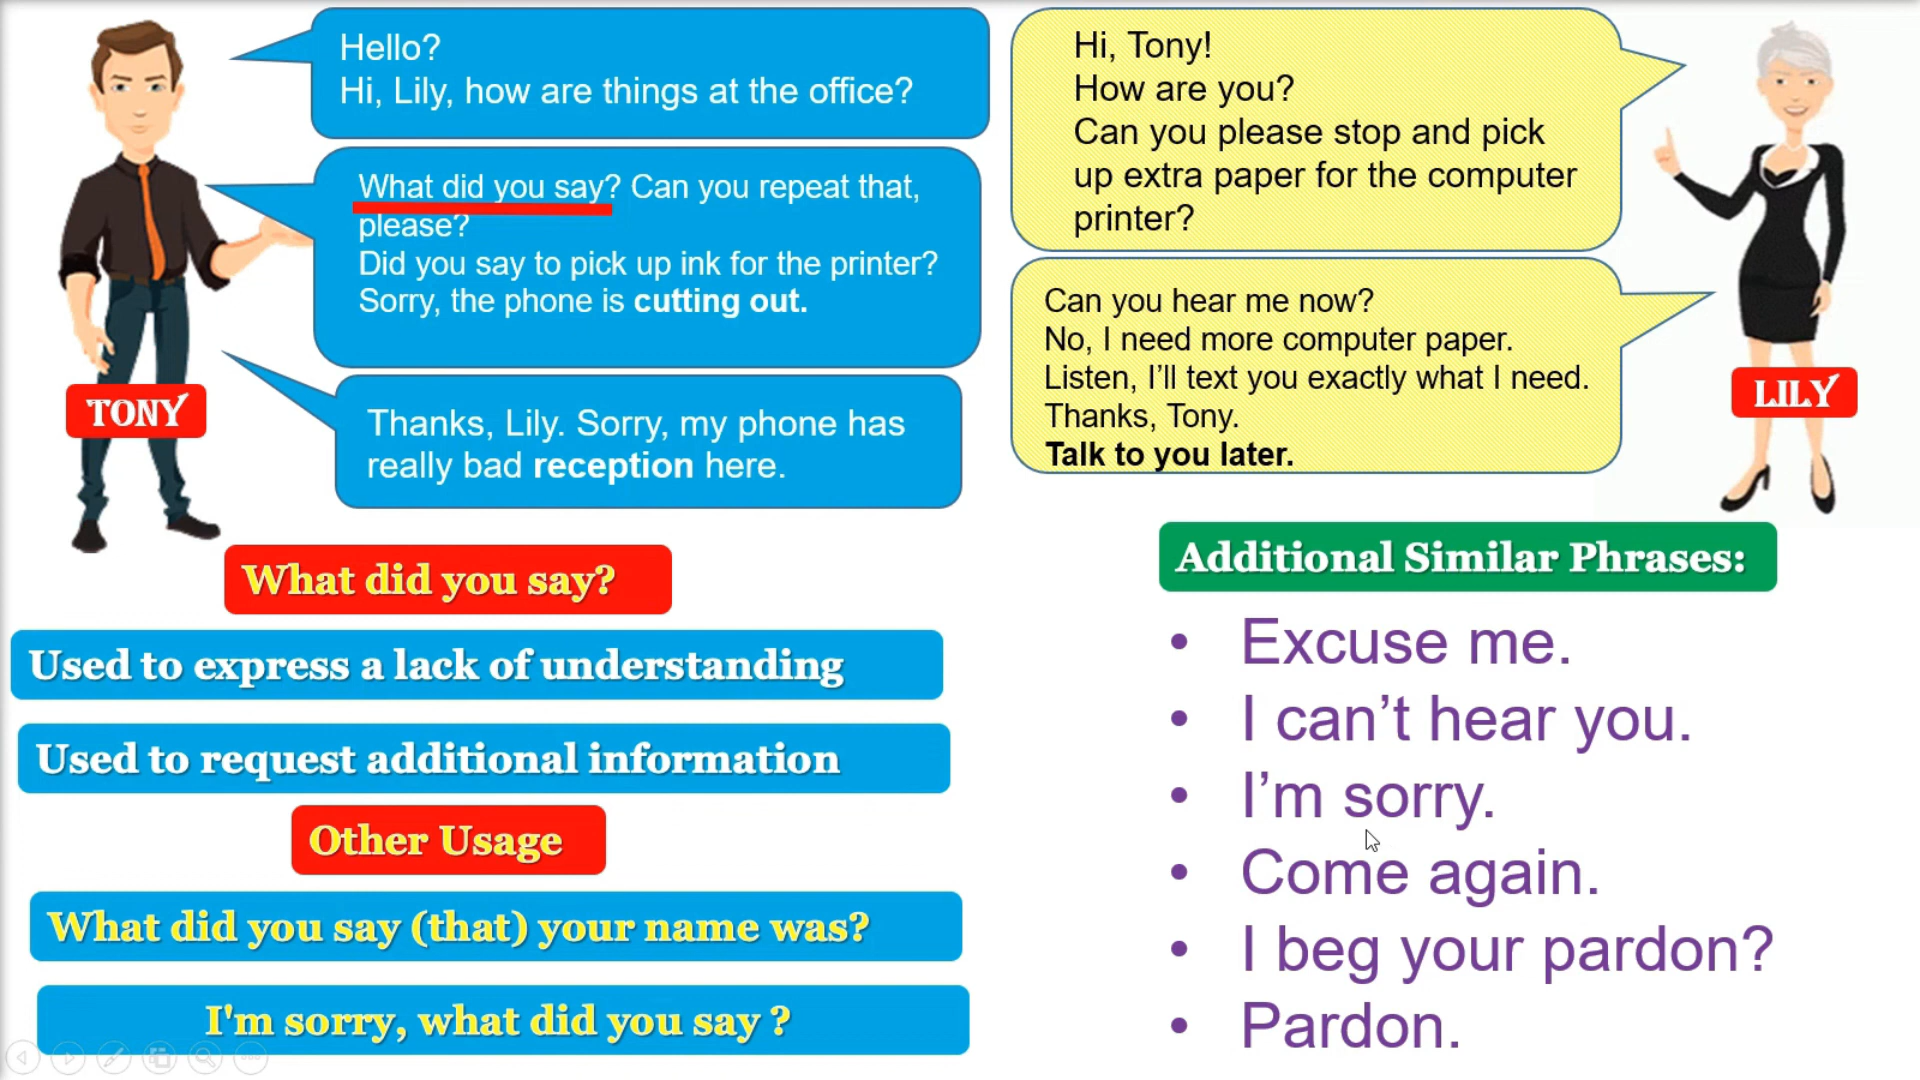 Hello?
Hi, Lily, how are things at the office?
Hi, Tony!
How are you?
Can you please stop and pick
up extra paper for the computer
printer?
What did you say? Can you repeat that,
please?
Did you say to pick up ink for the printer?
Sorry, the phone is cutting out.
Can you hear me now?
No, I need more computer paper.
Listen, I’ll text you exactly what I need.
Thanks, Tony.
Talk to you later.
Thanks, Lily. Sorry, my phone has
really bad reception here.
TONY
LILY
What did you say?
Used to express a lack of understanding
Used to request additional information
Other Usage
What did you say (that) your name was?
I'm sorry, what did you say ?
Additional Similar Phrases:
• Excuse me.
• I can’t hear you.
• I’m sorry.
• Come again.
• I beg your pardon?
• Pardon.